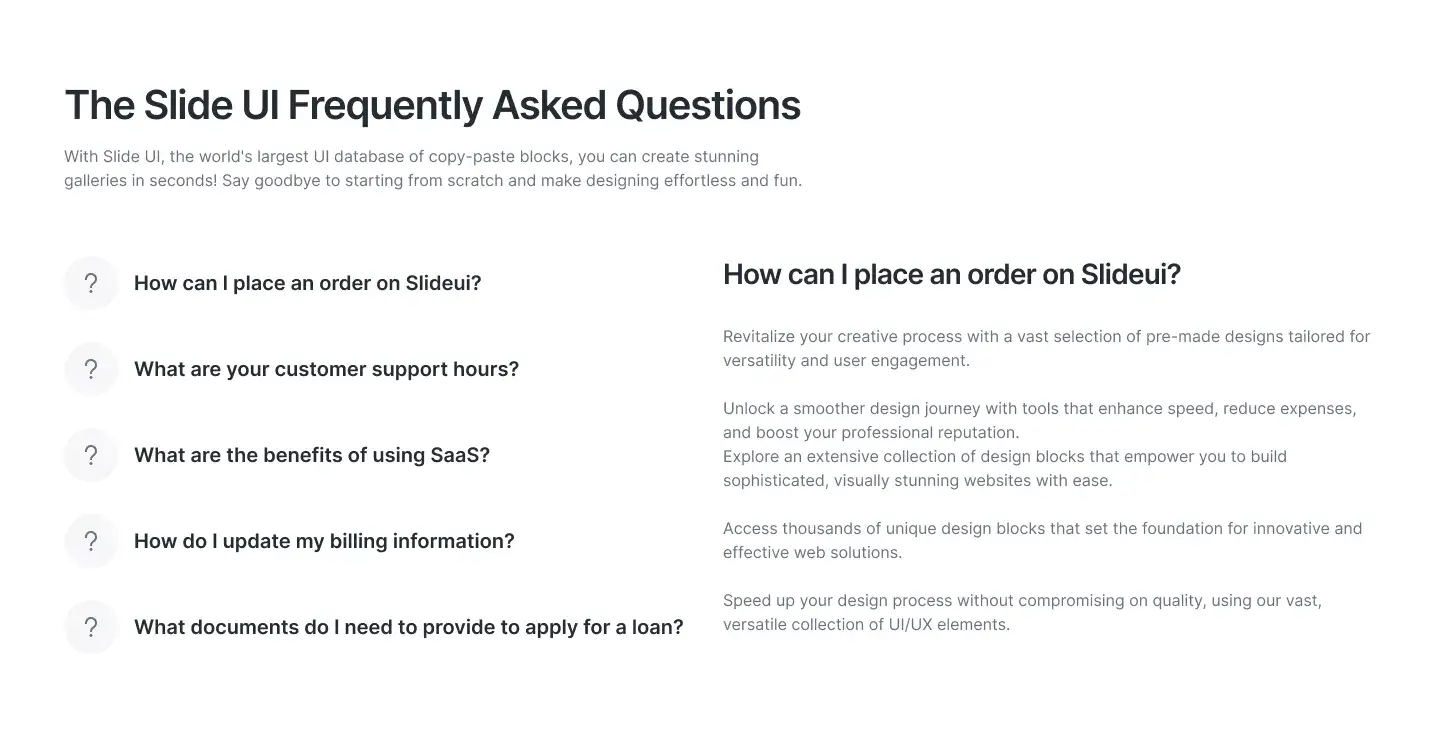 The Slide UI Frequently Asked Questions
With Slide UI, the world's largest UI database of copy-paste blocks, you can create stunning
galleries in seconds! Say goodbye to starting from scratch and make designing effortless and fun.
? How can I place an order on Slideui?
? What are your customer support hours?
? What are the benefits of using SaaS?
? How do I update my billing information?
? What documents do I need to provide to apply for a loan?
How can I place an order on Slideui?
Revitalize your creative process with a vast selection of pre-made designs tailored for
versatility and user engagement.
Unlock a smoother design journey with tools that enhance speed, reduce expenses,
and boost your professional reputation.
Explore an extensive collection of design blocks that empower you to build
sophisticated, visually stunning websites with ease.
Access thousands of unique design blocks that set the foundation for innovative and
effective web solutions.
Speed up your design process without compromising on quality, using our vast,
versatile collection of UI/UX elements.